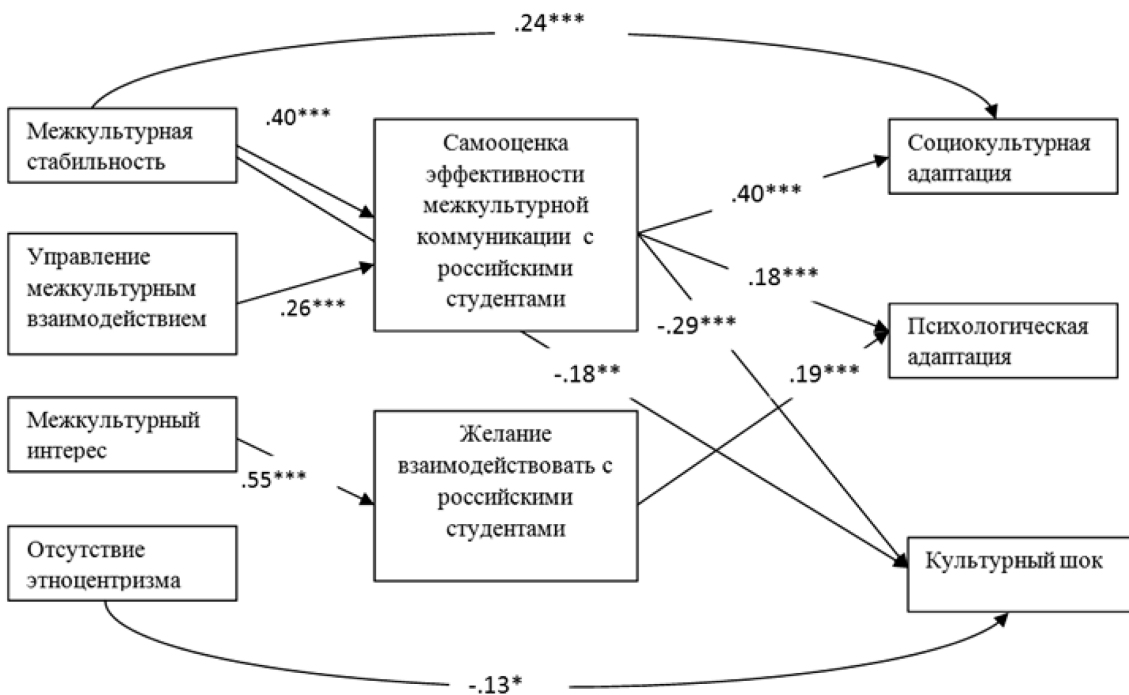 .24***
Межкультурная
стабильность
.40***
Самооценка
эффективности
межкультурной
коммуникации с
российскими
студентами
Социокультурная
адаптация
.40***
Управление
межкультурным
взаимодействием
.26***
.18***
-.29***
Психологическая
адаптация
-.18**
.19***
Межкультурный
интерес
.55***
Желание
взаимодействовать с
российскими
студентами
Отсутствие
этноцентризма
Культурный шок
-.13*